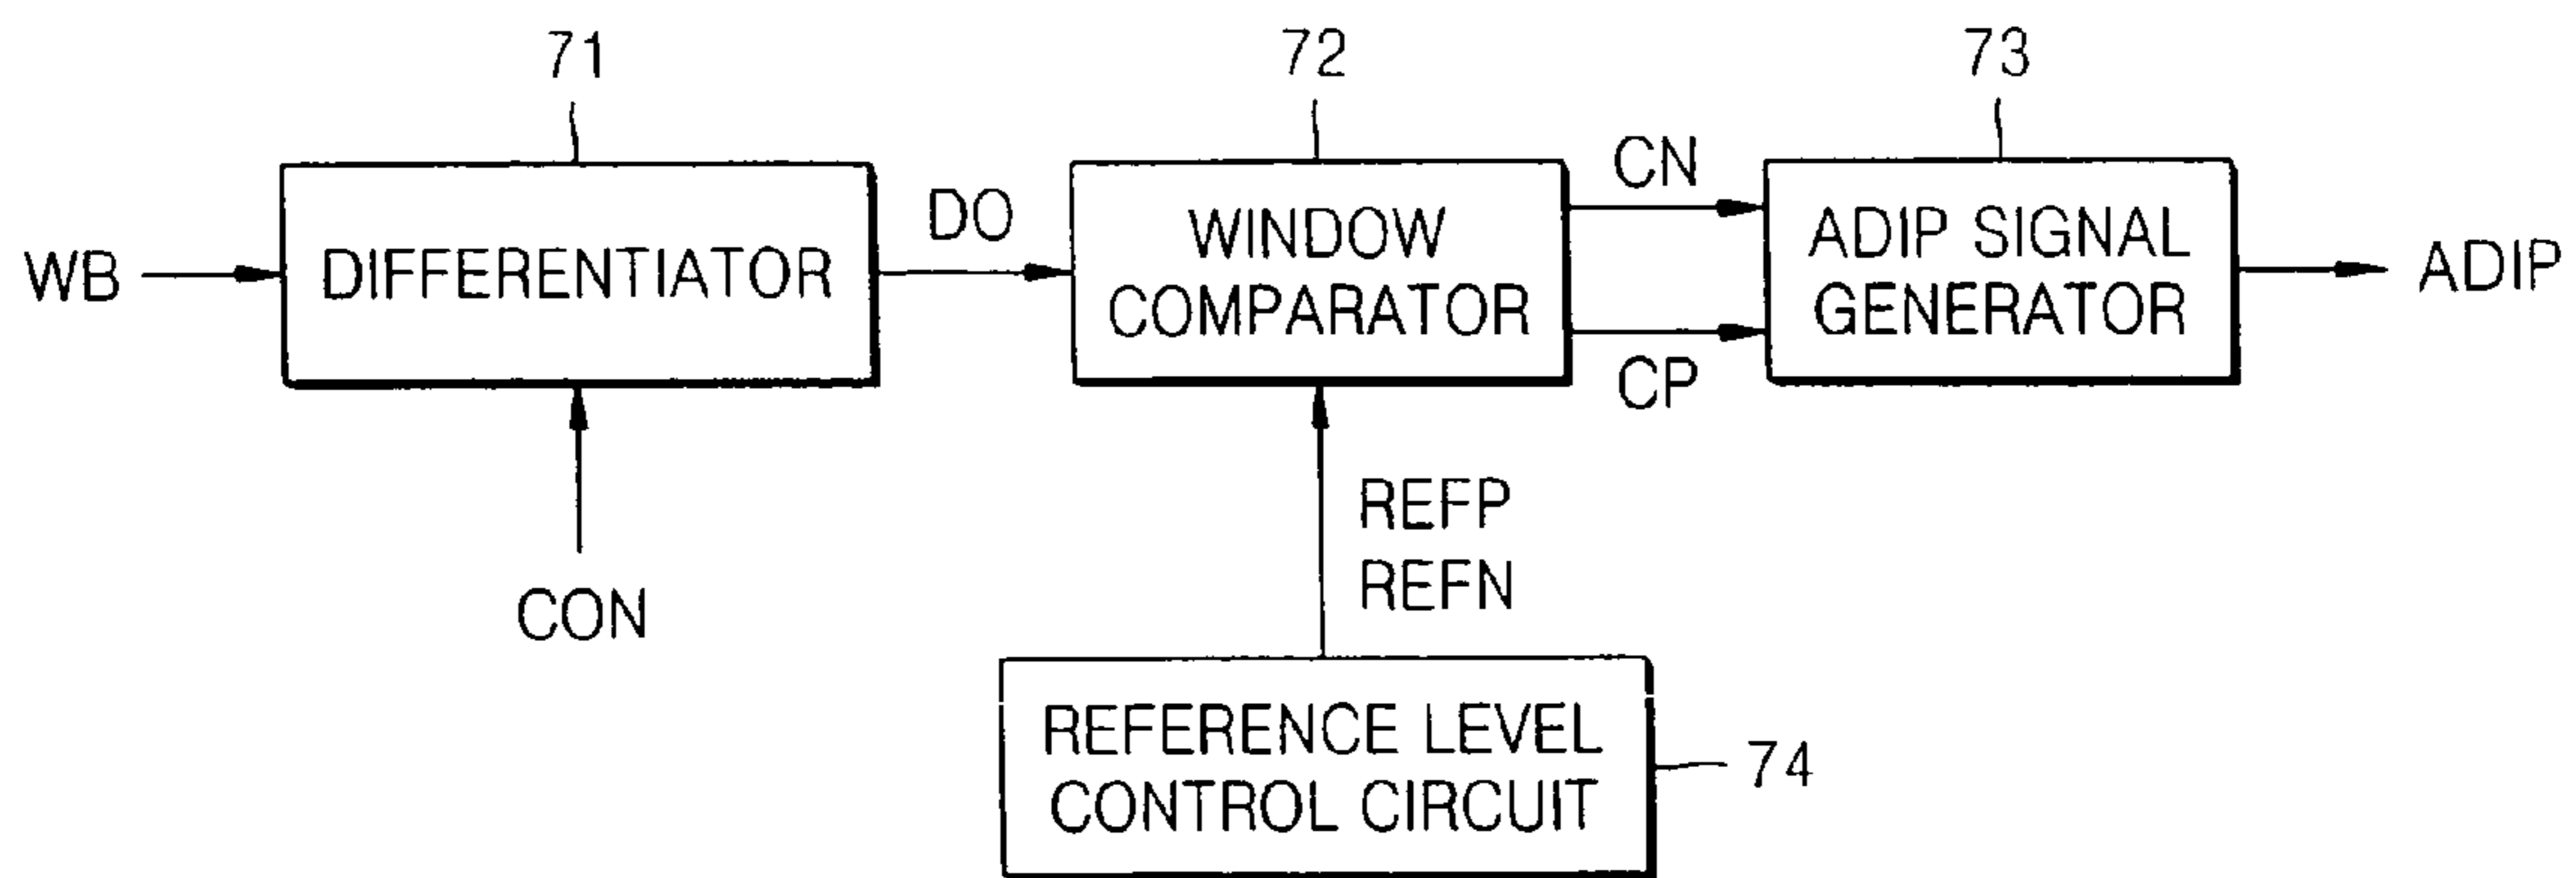 71
72
73
WB
DIFFERENTIATOR
DO
WINDOW
COMPARATOR
CN
CP
ADIP SIGNAL
GENERATOR
ADIP
CON
REFP
REFN
REFERENCE LEVEL
CONTROL CIRCUIT
74